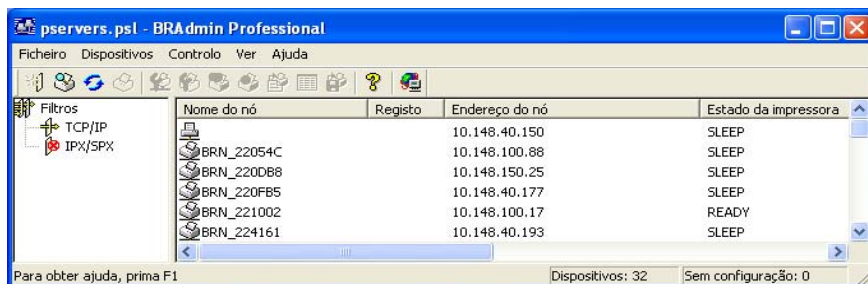 pservers.psl - BRAdmin Professional
Ficheiro Dispositivos Controlo Ver Ajuda
Filtros
TCP/IP
IPX/SPX
Nome do nó Registo Endereço do nó Estado da impressora
10.148.40.150 SLEEP
BRN_22054C 10.148.100.88 SLEEP
BRN_220DB8 10.148.150.25 SLEEP
BRN_220FB5 10.148.40.177 SLEEP
BRN_221002 10.148.100.17 READY
BRN_224161 10.148.40.193 SLEEP
Para obter ajuda, prima F1 Dispositivos: 32 Sem configuração: 0